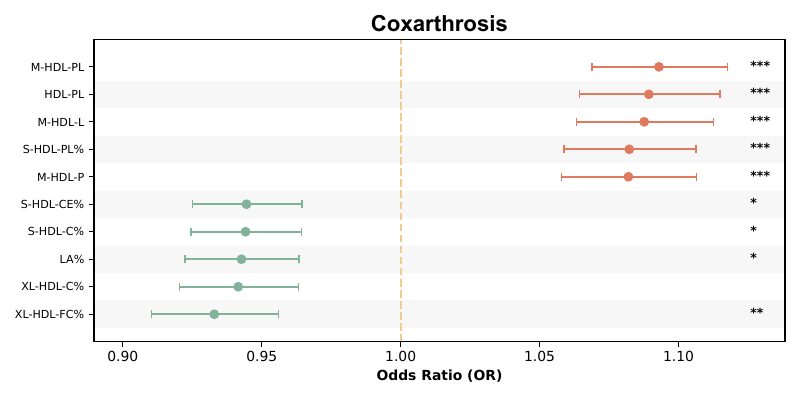 Coxarthrosis
M-HDL-PL ***
HDL-PL ***
M-HDL-L ***
S-HDL-PL% ***
M-HDL-P ***
S-HDL-CE% *
S-HDL-C% *
LA% *
XL-HDL-C%
XL-HDL-FC% **
0.90 0.95 1.00 1.05 1.10
Odds Ratio (OR)